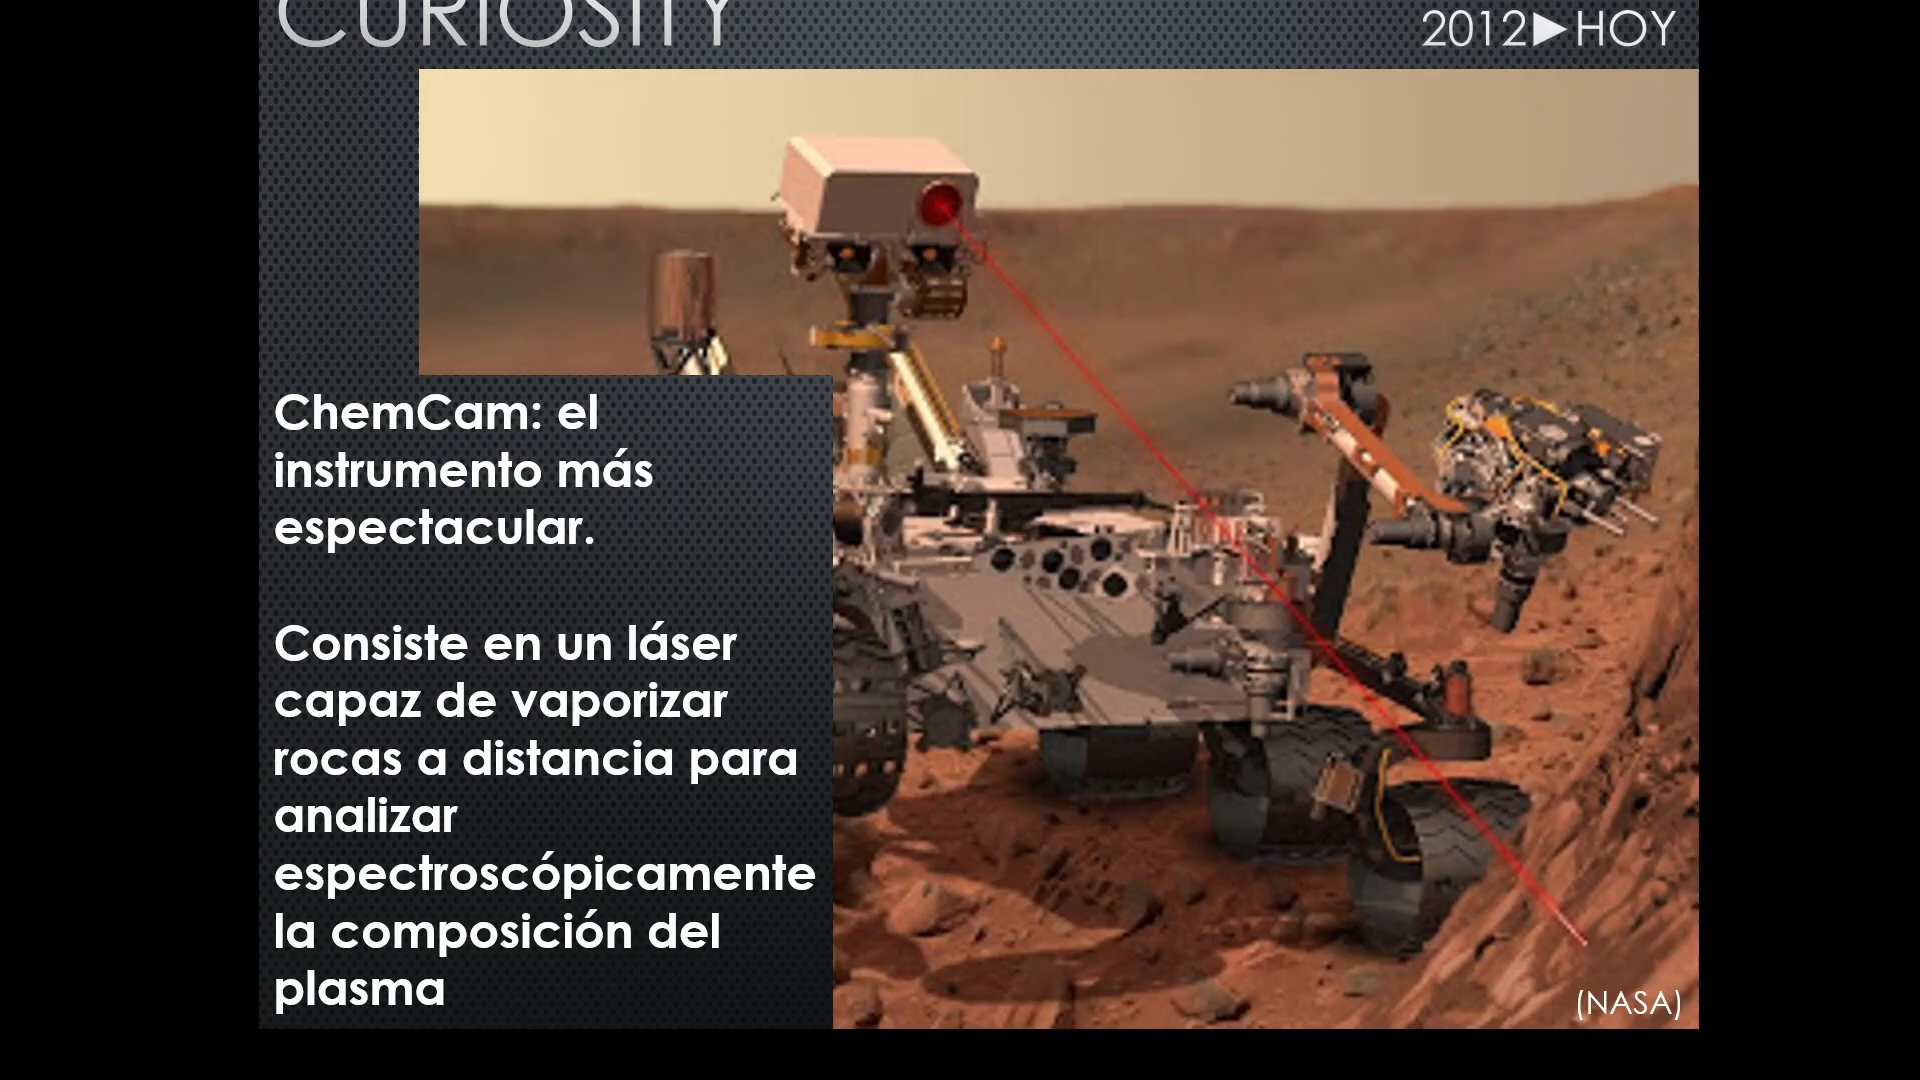 CURIOSITY
2012►HOY
ChemCam: el
instrumento más
espectacular.
Consiste en un láser
capaz de vaporizar
rocas a distancia para
analizar
espectroscópicamente
la composición del
plasma
(NASA)